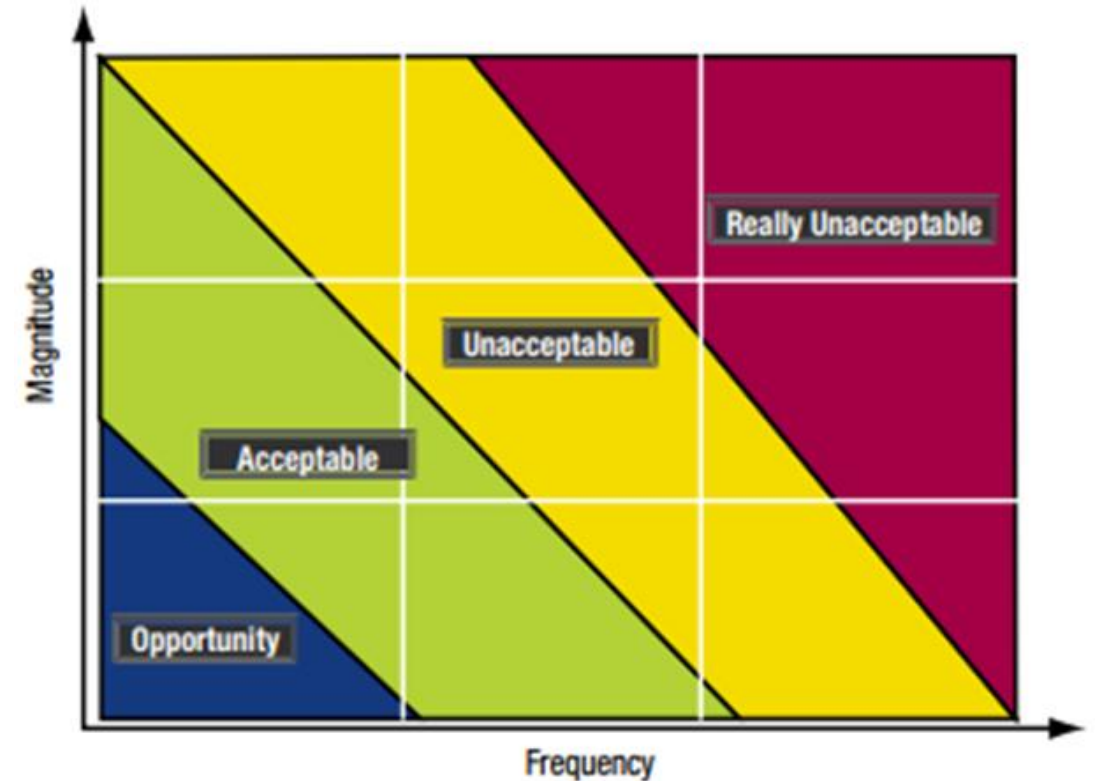 Magnitude
Really Unacceptable
Unacceptable
Acceptable
Opportunity
Frequency